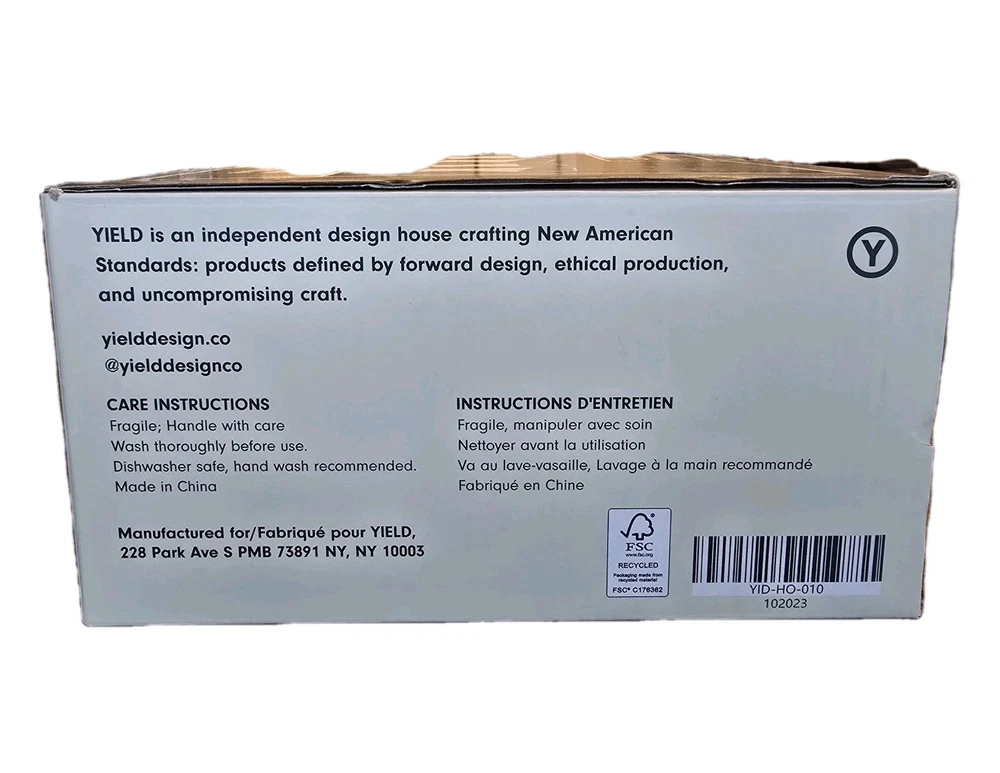 YIELD is an independent design house crafting New American
Standards: products defined by forward design, ethical production,
and uncompromising craft.
Y
yielddesign.co
@yielddesignco
CARE INSTRUCTIONS
Fragile; Handle with care
Wash thoroughly before use.
Dishwasher safe, hand wash recommended.
Made in China
INSTRUCTIONS D'ENTRETIEN
Fragile, manipuler avec soin
Nettoyer avant la utilisation
Va au lave-vasaille, Lavage à la main recommandé
Fabriqué en Chine
Manufactured for/Fabriqué pour YIELD,
228 Park Ave S PMB 73891 NY, NY 10003
FSC
www.fsc.org
RECYCLED
Packaging made from
recycled material
FSC® C176362
YID-HO-010
102023